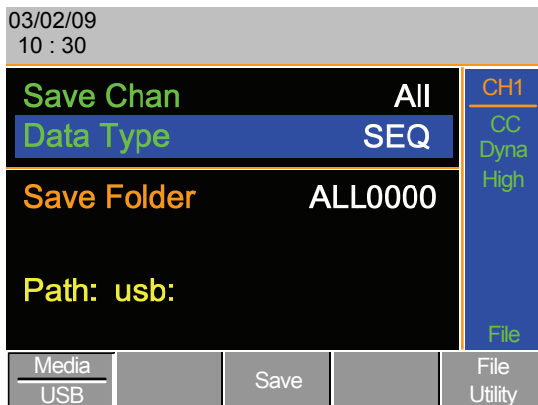 03/02/09
10 : 30
Save Chan All
Data Type SEQ
Save Folder ALL0000
Path: usb:
CH1
CC
Dyna
High
File
Media
USB
Save
File
Utility